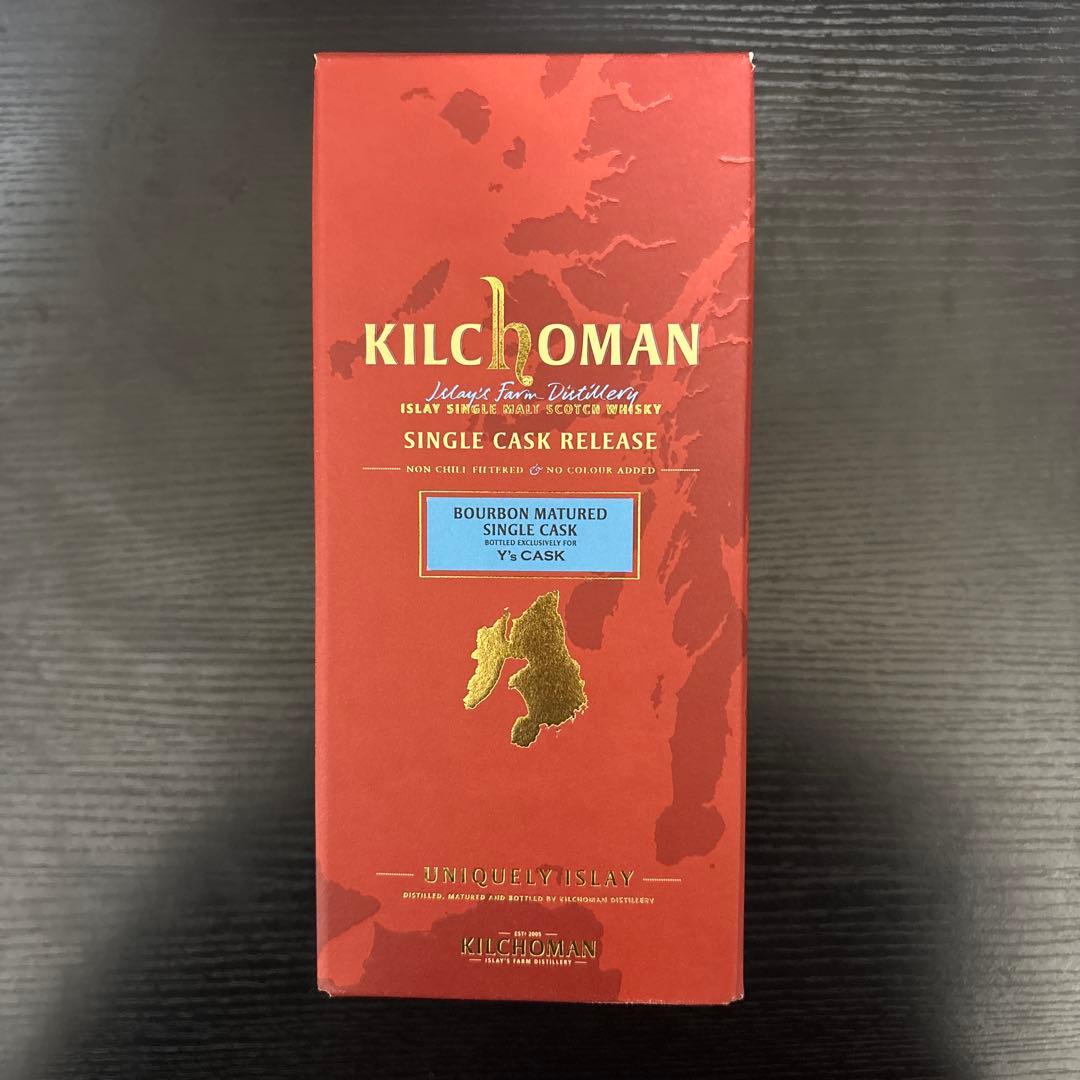 KILCHOMAN
Islay's Farm Distillery
ISLAY SINGLE MALT SCOTCH WHISKY
SINGLE CASK RELEASE
NON CHILL FILTERED & NO COLOUR ADDED
BOURBON MATURED
SINGLE CASK
BOTTLED EXCLUSIVELY FOR
Y's CASK
UNIQUELY ISLAY
DISTILLED, MATURED AND BOTTLED BY KILCHOMAN DISTILLERY
ESTD 2005
KILCHOMAN
ISLAY'S FARM DISTILLERY